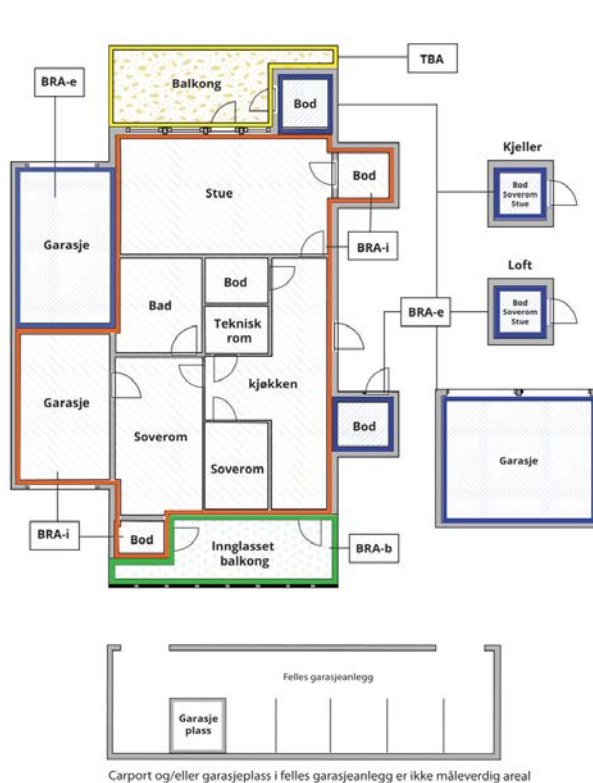 TBA
BRA-e
Balkong
Bod
Kjeller
Bod
Bod
Soverom
Stue
Stue
Garasje
BRA-i
Loft
Bod
Bad
Bod
Soverom
Stue
BRA-e
Teknisk
rom
Garasje
kjøkken
Bod
Garasje
Soverom
Soverom
BRA-i
Bod
Innglasset
balkong
BRA-b
Felles garasjeanlegg
Garasje
plass
Carport og/eller garasjeplass i felles garasjeanlegg er ikke måleverdig areal